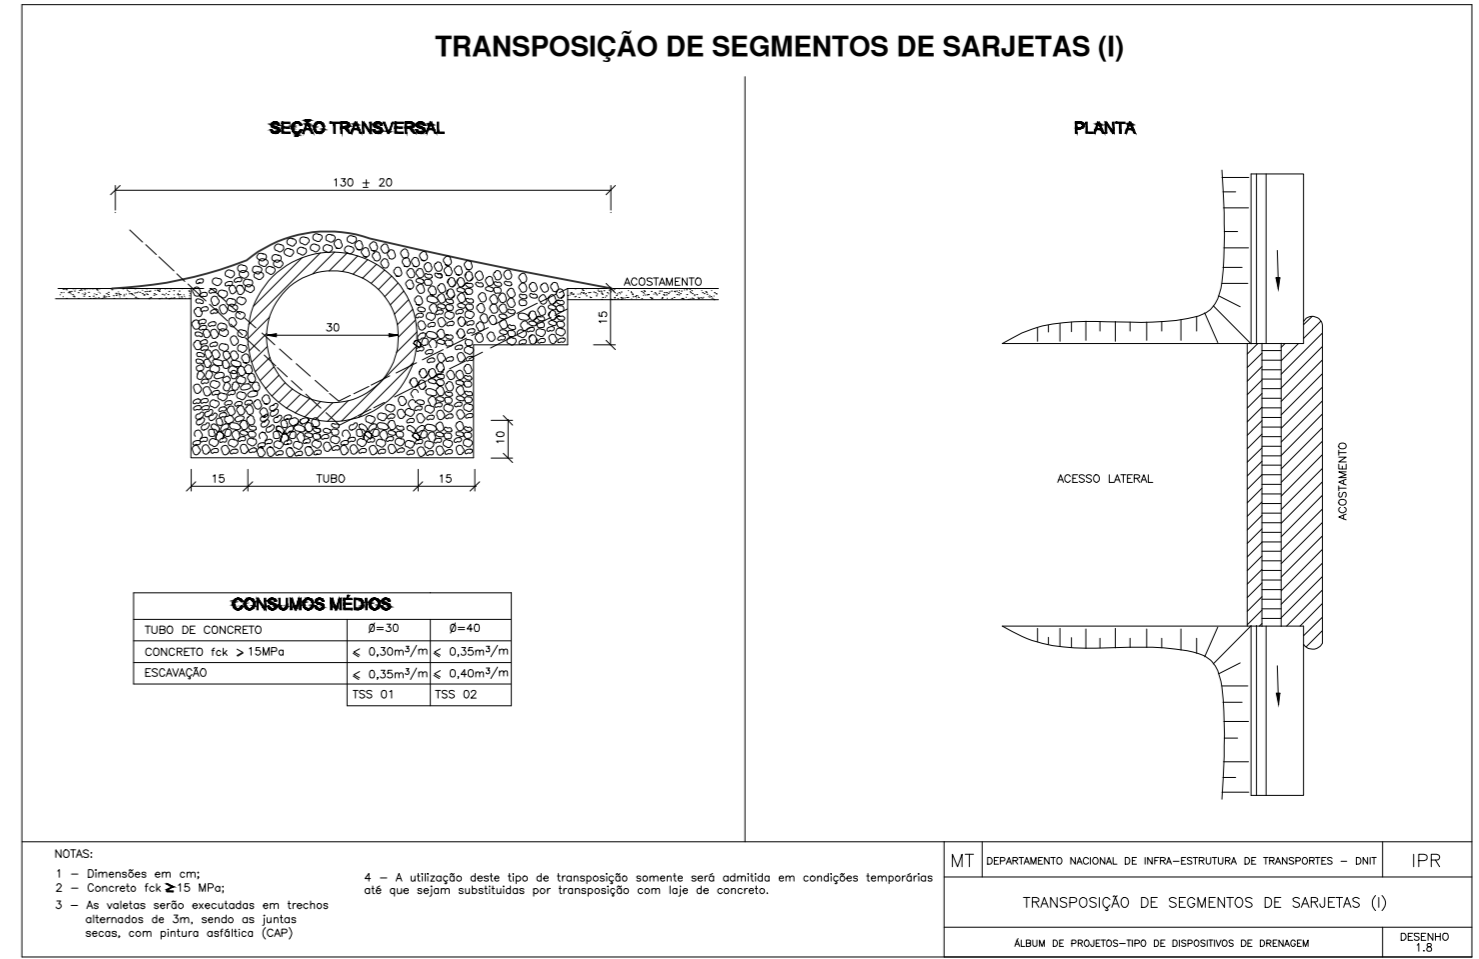 TRANSPOSIÇÃO DE SEGMENTOS DE SARJETAS (I)
SEÇÃO TRANSVERSAL
130 ± 20
ACOSTAMENTO
30
15
10
15
TUBO
15
CONSUMOS MÉDIOS
TUBO DE CONCRETO Ø=30 Ø=40
CONCRETO fck > 15MPa ⩽ 0,30m³/m ⩽ 0,35m³/m
ESCAVAÇÃO ⩽ 0,35m³/m ⩽ 0,40m³/m
TSS 01 TSS 02
PLANTA
ACESSO LATERAL
ACOSTAMENTO
NOTAS:
1 – Dimensões em cm;
2 – Concreto fck ≥15 MPa;
3 – As valetas serão executadas em trechos
alternados de 3m, sendo as juntas
secas, com pintura asfáltica (CAP)
4 – A utilização deste tipo de transposição somente será admitida em condições temporárias
até que sejam substituidas por transposição com laje de concreto.
MT DEPARTAMENTO NACIONAL DE INFRA–ESTRUTURA DE TRANSPORTES – DNIT IPR
TRANSPOSIÇÃO DE SEGMENTOS DE SARJETAS (I)
ÁLBUM DE PROJETOS–TIPO DE DISPOSITIVOS DE DRENAGEM
DESENHO
1.8